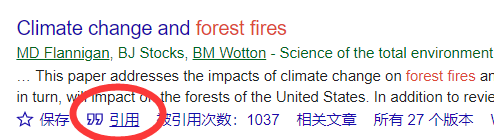 Climate change and forest fires
MD Flannigan, BJ Stocks, BM Wotton - Science of the total environment
... This paper addresses the impacts of climate change on forest fires an
in turn, will impact on the forests of the United States. In addition to revie
保存 引用 被引用次数：1037 相关文章 所有 27 个版本